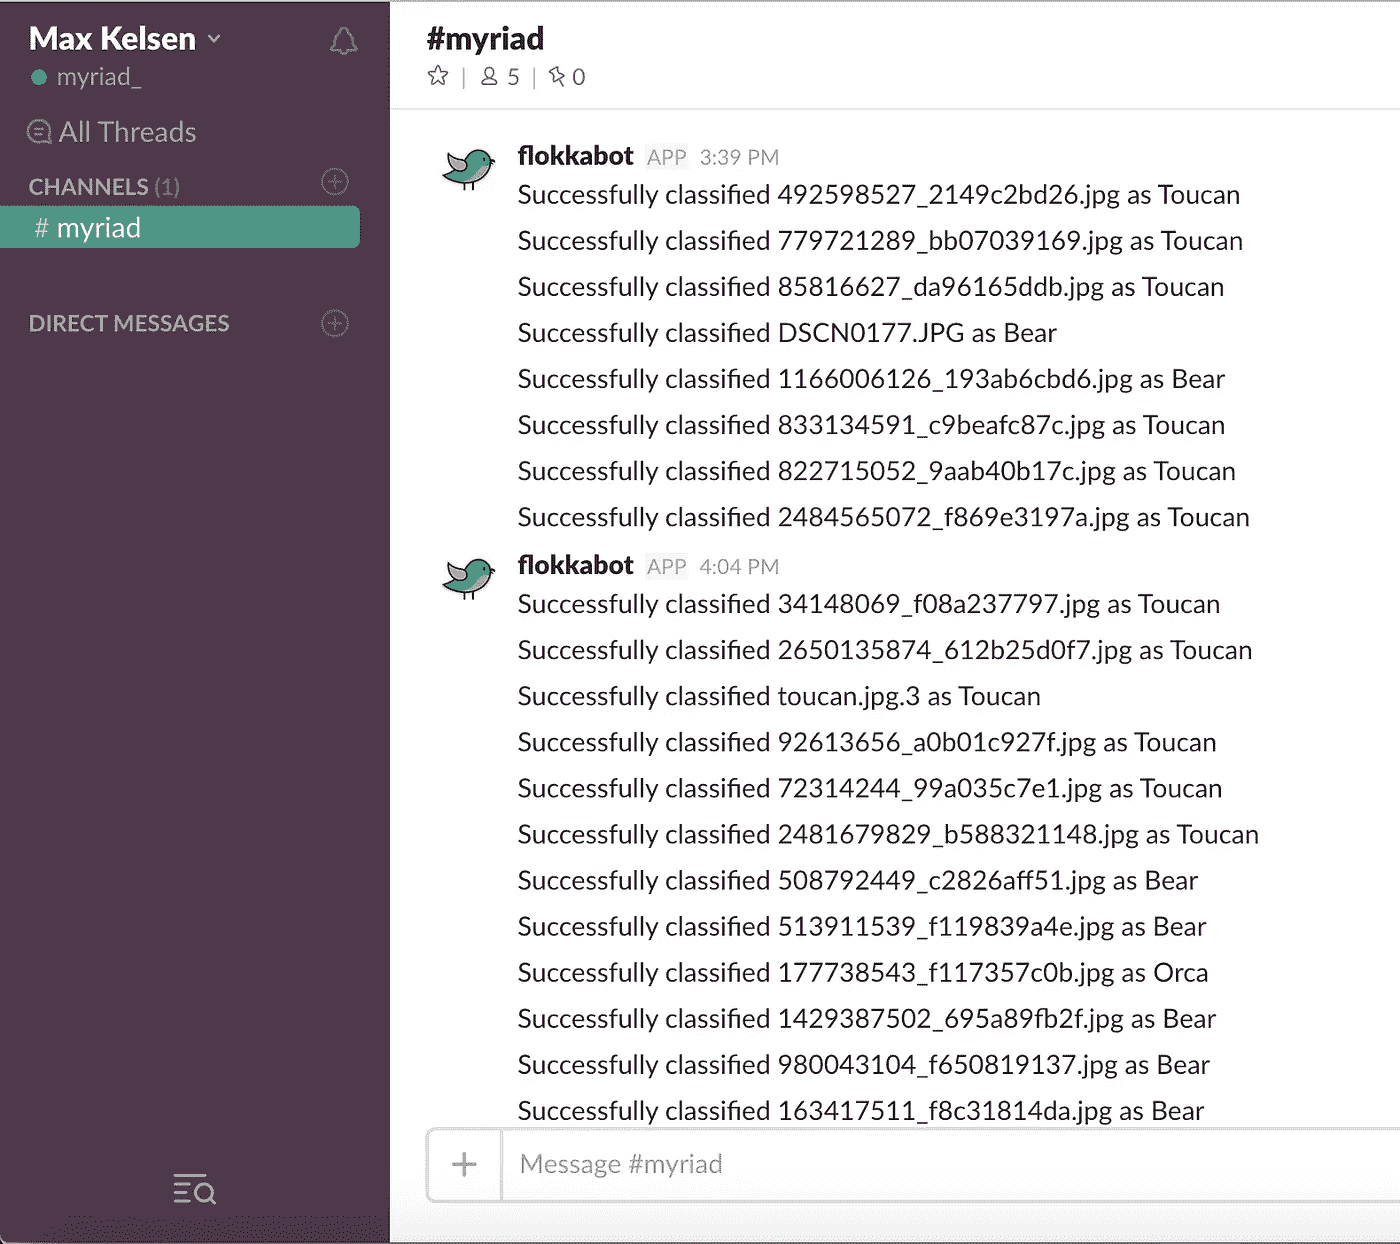 Max Kelsen
myriad_
All Threads
CHANNELS (1)
# myriad
DIRECT MESSAGES
#myriad
5 | 0
flokkabot APP 3:39 PM
Successfully classified 492598527_2149c2bd26.jpg as Toucan
Successfully classified 779721289_bb07039169.jpg as Toucan
Successfully classified 85816627_da96165ddb.jpg as Toucan
Successfully classified DSCN0177.JPG as Bear
Successfully classified 1166006126_193ab6cbd6.jpg as Bear
Successfully classified 833134591_c9beafc87c.jpg as Toucan
Successfully classified 822715052_9aab40b17c.jpg as Toucan
Successfully classified 2484565072_f869e3197a.jpg as Toucan
flokkabot APP 4:04 PM
Successfully classified 34148069_f08a237797.jpg as Toucan
Successfully classified 2650135874_612b25d0f7.jpg as Toucan
Successfully classified toucan.jpg.3 as Toucan
Successfully classified 92613656_a0b01c927f.jpg as Toucan
Successfully classified 72314244_99a035c7e1.jpg as Toucan
Successfully classified 2481679829_b588321148.jpg as Toucan
Successfully classified 508792449_c2826aff51.jpg as Bear
Successfully classified 513911539_f119839a4e.jpg as Bear
Successfully classified 177738543_f117357c0b.jpg as Orca
Successfully classified 1429387502_695a89fb2f.jpg as Bear
Successfully classified 980043104_f650819137.jpg as Bear
Successfully classified 163417511_f8c31814da.jpg as Bear
Message #myriad